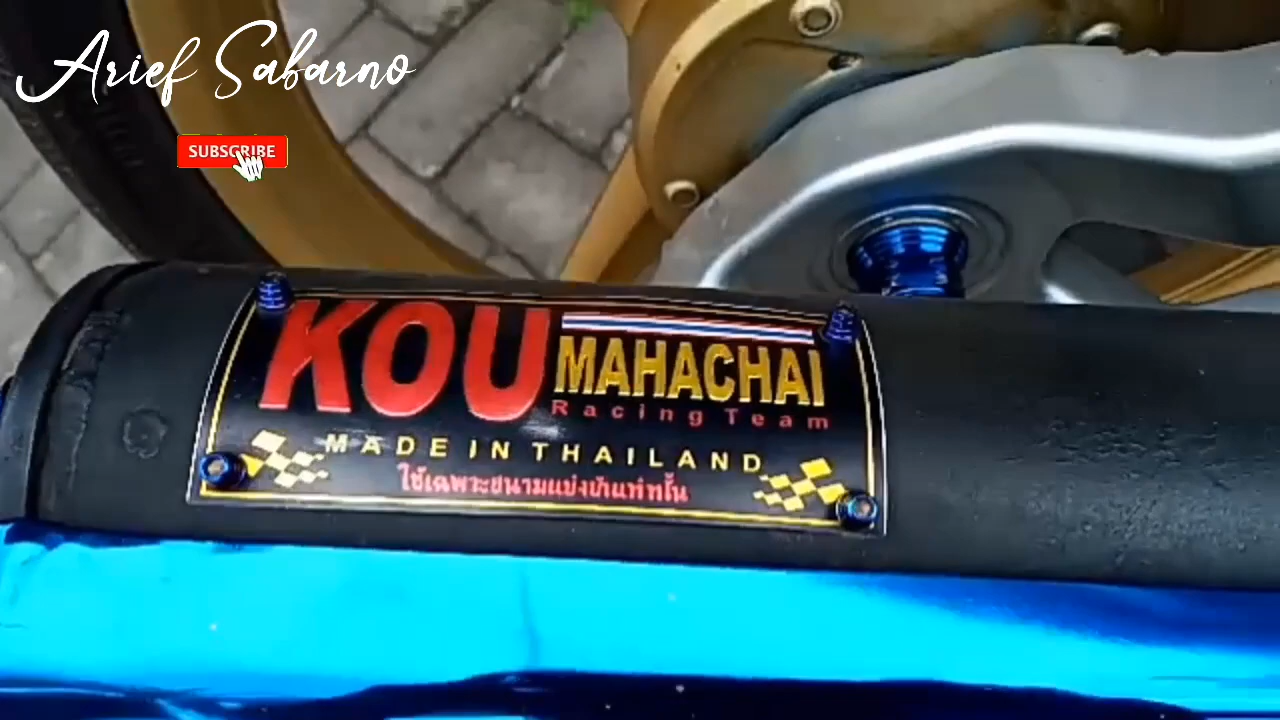 Arief Sabarno
SUBSCRIBE
KOU
MAHACHAI
Racing Team
MADE IN THAILAND
ใช้เฉพาะสนามแข่งขันเท่านั้น